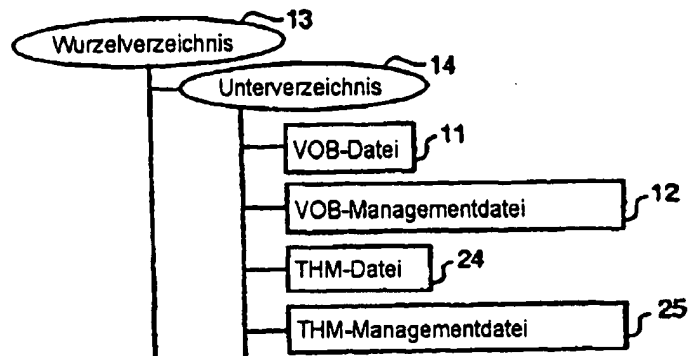 Wurzelverzeichnis 13
Unterverzeichnis 14
VOB-Datei 11
VOB-Managementdatei 12
THM-Datei 24
THM-Managementdatei 25